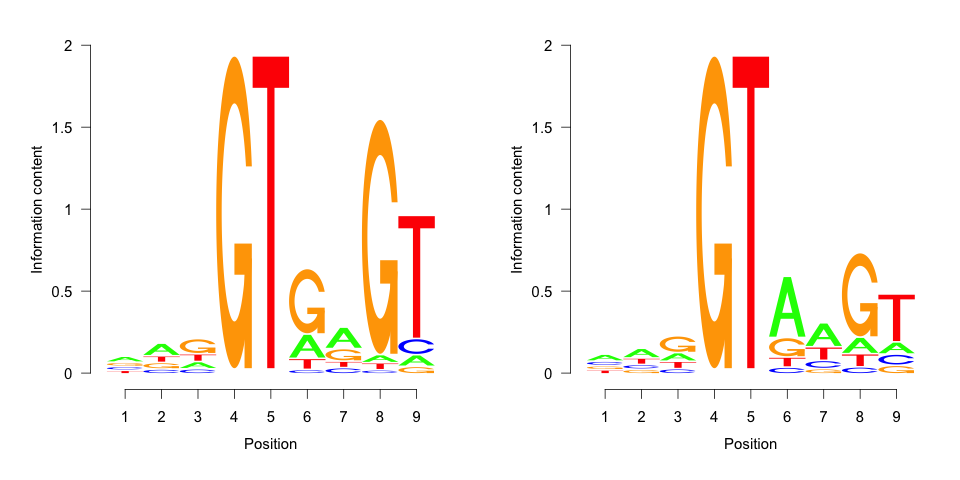 2
1.5
1
0.5
0
Information content
G T G G T
A A A G T C
1 2 3 4 5 6 7 8 9
Position
2
1.5
1
0.5
0
Information content
G T A A G T
1 2 3 4 5 6 7 8 9
Position